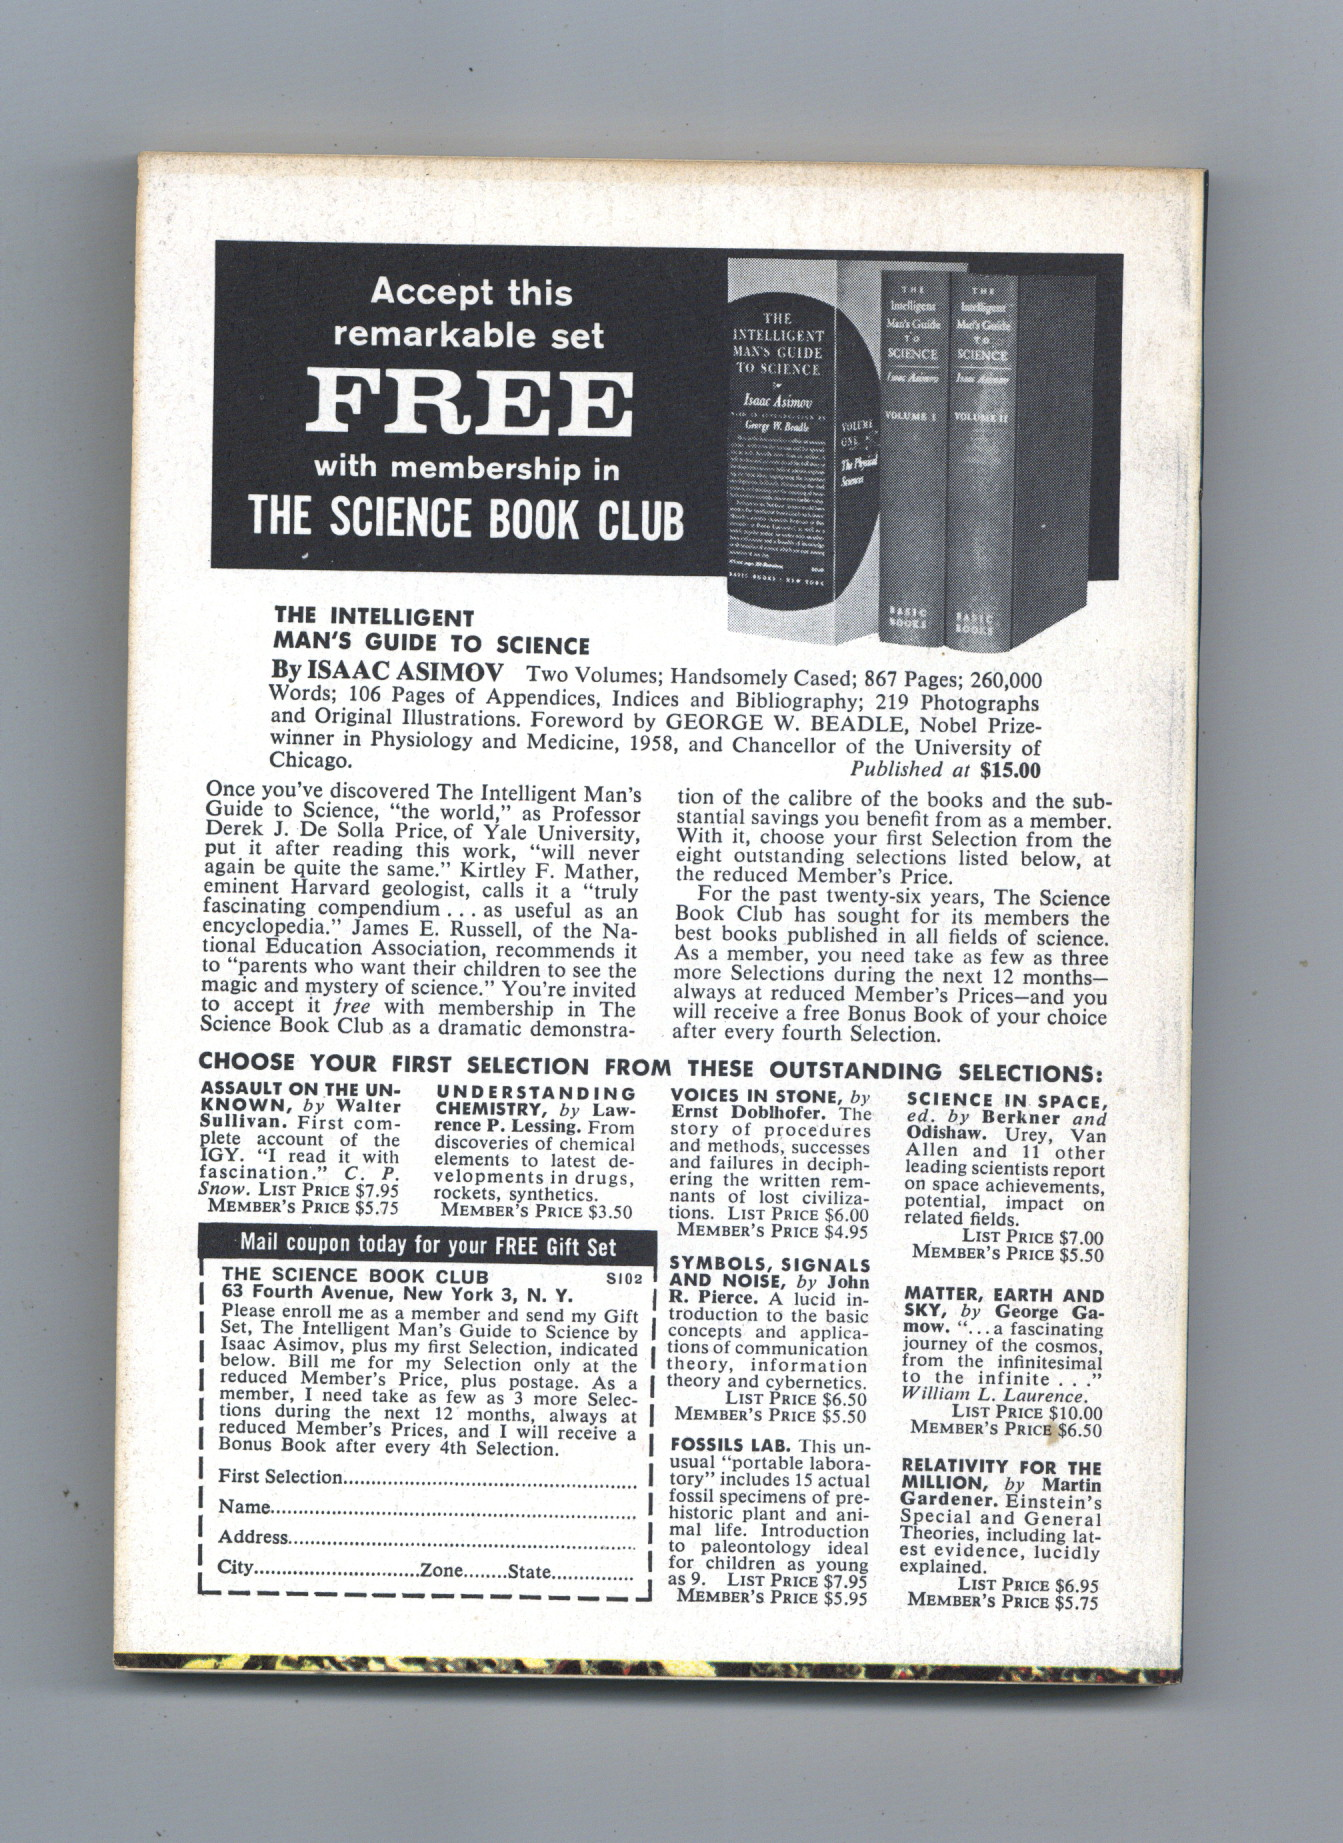 Accept this
remarkable set
FREE
with membership in
THE SCIENCE BOOK CLUB
THE
INTELLIGENT
MAN'S GUIDE
TO SCIENCE
by
Isaac Asimov
George W. Beadle
BASIC BOOKS • NEW YORK
VOLUME
ONE
The Physical
Sciences
THE
Intelligent
Man's Guide
TO
SCIENCE
Isaac Asimov
VOLUME I
BASIC
BOOKS
THE
Intelligent
Man's Guide
TO
SCIENCE
Isaac Asimov
VOLUME II
BASIC
BOOKS
THE INTELLIGENT
MAN'S GUIDE TO SCIENCE
By ISAAC ASIMOV Two Volumes; Handsomely Cased; 867 Pages; 260,000
Words; 106 Pages of Appendices, Indices and Bibliography; 219 Photographs
and Original Illustrations. Foreword by GEORGE W. BEADLE, Nobel Prize-
winner in Physiology and Medicine, 1958, and Chancellor of the University of
Chicago. Published at $15.00
Once you've discovered The Intelligent Man's
Guide to Science, "the world," as Professor
Derek J. De Solla Price, of Yale University,
put it after reading this work, "will never
again be quite the same." Kirtley F. Mather,
eminent Harvard geologist, calls it a "truly
fascinating compendium . . . as useful as an
encyclopedia." James E. Russell, of the Na-
tional Education Association, recommends it
to "parents who want their children to see the
magic and mystery of science." You're invited
to accept it free with membership in The
Science Book Club as a dramatic demonstra-
tion of the calibre of the books and the sub-
stantial savings you benefit from as a member.
With it, choose your first Selection from the
eight outstanding selections listed below, at
the reduced Member's Price.
For the past twenty-six years, The Science
Book Club has sought for its members the
best books published in all fields of science.
As a member, you need take as few as three
more Selections during the next 12 months—
always at reduced Member's Prices—and you
will receive a free Bonus Book of your choice
after every fourth Selection.
CHOOSE YOUR FIRST SELECTION FROM THESE OUTSTANDING SELECTIONS:
ASSAULT ON THE UN-
KNOWN, by Walter
Sullivan. First com-
plete account of the
IGY. "I read it with
fascination." C. P.
Snow. LIST PRICE $7.95
MEMBER'S PRICE $5.75
UNDERSTANDING
CHEMISTRY, by Law-
rence P. Lessing. From
discoveries of chemical
elements to latest de-
velopments in drugs,
rockets, synthetics.
MEMBER'S PRICE $3.50
VOICES IN STONE, by
Ernst Doblhofer. The
story of procedures
and methods, successes
and failures in deciph-
ering the written rem-
nants of lost civiliza-
tions. LIST PRICE $6.00
MEMBER'S PRICE $4.95
SCIENCE IN SPACE,
ed. by Berkner and
Odishaw. Urey, Van
Allen and 11 other
leading scientists report
on space achievements,
potential, impact on
related fields.
LIST PRICE $7.00
MEMBER'S PRICE $5.50
SYMBOLS, SIGNALS
AND NOISE, by John
R. Pierce. A lucid in-
troduction to the basic
concepts and applica-
tions of communication
theory, information
theory and cybernetics.
LIST PRICE $6.50
MEMBER'S PRICE $5.50
MATTER, EARTH AND
SKY, by George Ga-
mow. ". . . a fascinating
journey of the cosmos,
from the infinitesimal
to the infinite . . ."
William L. Laurence.
LIST PRICE $10.00
MEMBER'S PRICE $6.50
FOSSILS LAB. This un-
usual "portable labora-
tory" includes 15 actual
fossil specimens of pre-
historic plant and ani-
mal life. Introduction
to paleontology ideal
for children as young
as 9. LIST PRICE $7.95
MEMBER'S PRICE $5.95
RELATIVITY FOR THE
MILLION, by Martin
Gardener. Einstein's
Special and General
Theories, including lat-
est evidence, lucidly
explained.
LIST PRICE $6.95
MEMBER'S PRICE $5.75
Mail coupon today for your FREE Gift Set
THE SCIENCE BOOK CLUB S102
63 Fourth Avenue, New York 3, N. Y.
Please enroll me as a member and send my Gift
Set, The Intelligent Man's Guide to Science by
Isaac Asimov, plus my first Selection, indicated
below. Bill me for my Selection only at the
reduced Member's Price, plus postage. As a
member, I need take as few as 3 more Selec-
tions during the next 12 months, always at
reduced Member's Prices, and I will receive a
Bonus Book after every 4th Selection.
First Selection
Name
Address
City Zone State